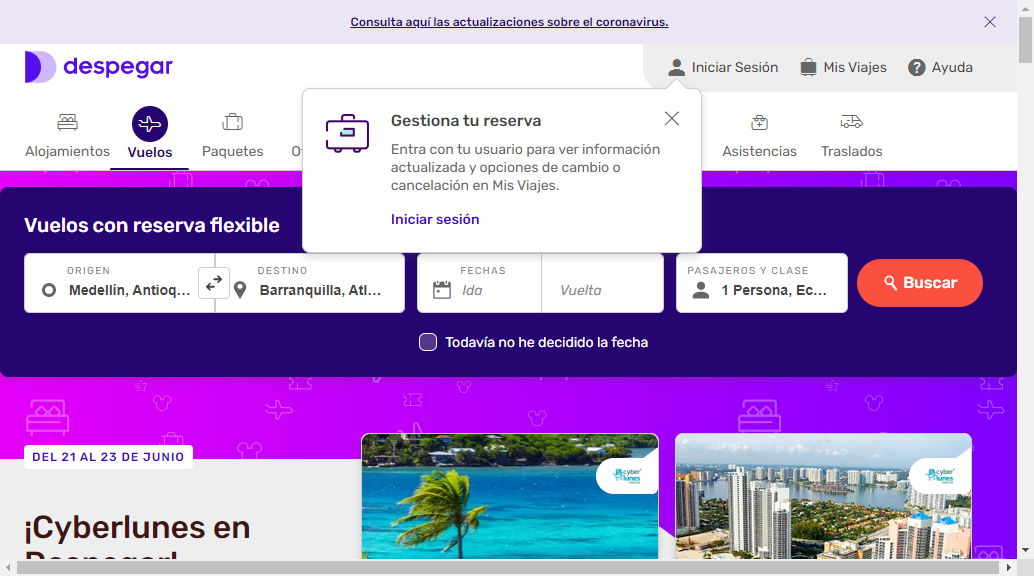 Consulta aquí las actualizaciones sobre el coronavirus.
despegar
Iniciar Sesión
Mis Viajes
Ayuda
Alojamientos
Vuelos
Paquetes
Asistencias
Traslados
Gestiona tu reserva
Entra con tu usuario para ver información
actualizada y opciones de cambio o
cancelación en Mis Viajes.
Iniciar sesión
Vuelos con reserva flexible
ORIGEN
Medellín, Antioq...
DESTINO
Barranquilla, Atl...
FECHAS
Ida
Vuelta
PASAJEROS Y CLASE
1 Persona, Ec...
Buscar
Todavía no he decidido la fecha
DEL 21 AL 23 DE JUNIO
¡Cyberlunes en
Despegar!
cyber
lunes
cyber
lunes